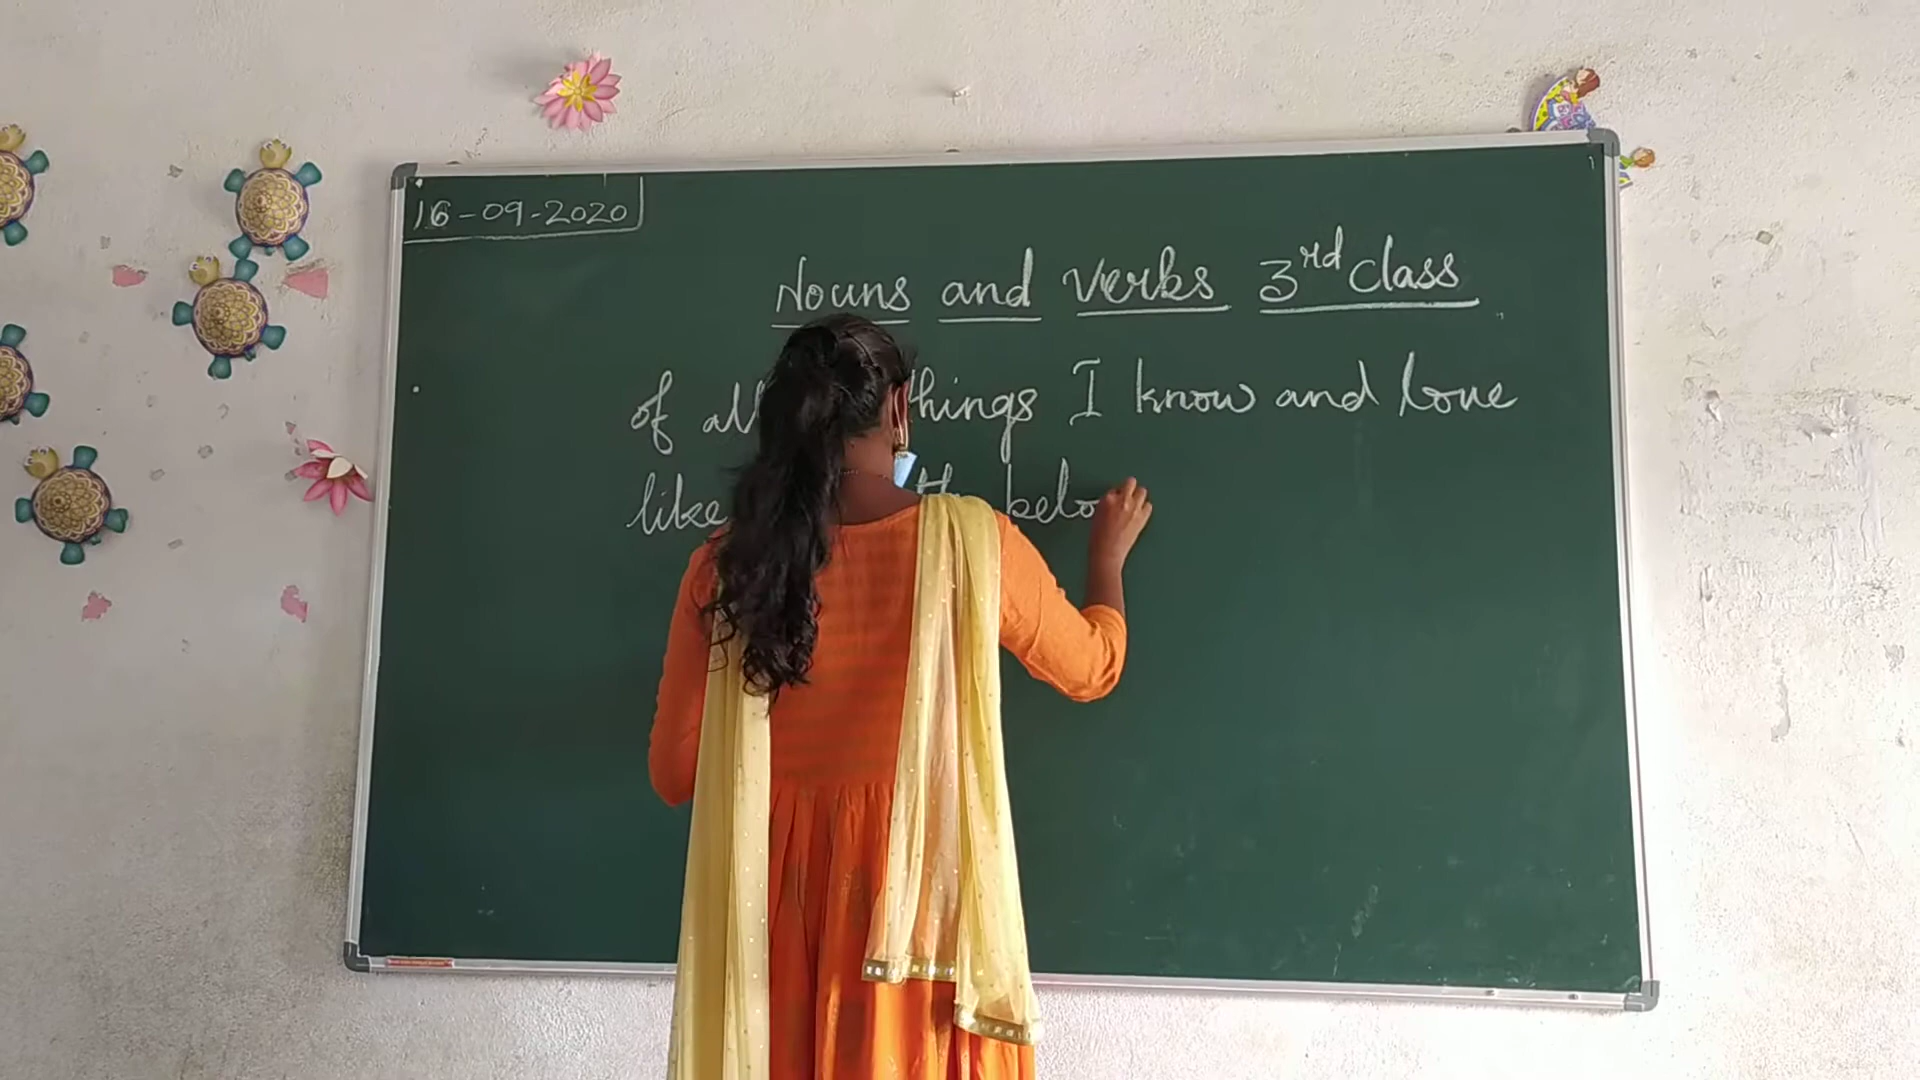 16-09-2020
Nouns and Verbs 3rd Class
of all things I know and love
like belo